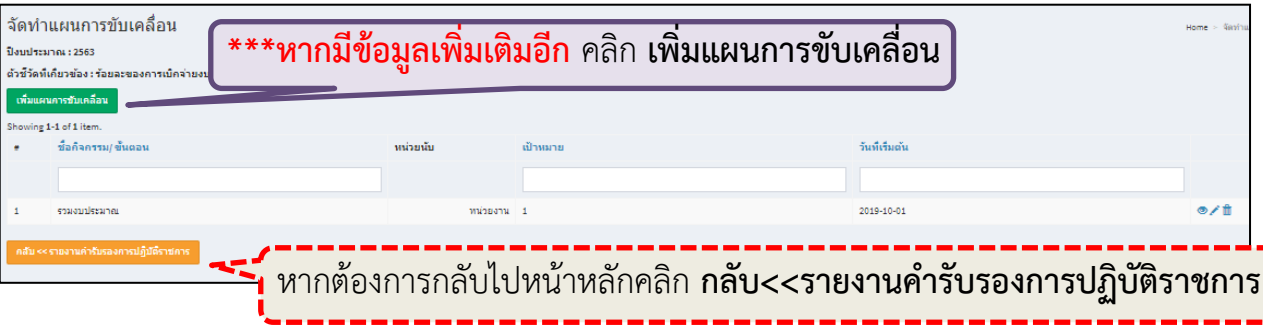 จัดทำแผนการขับเคลื่อน
Home > จัดทำแ
ปีงบประมาณ : 2563
***หากมีข้อมูลเพิ่มเติมอีก คลิก เพิ่มแผนการขับเคลื่อน
ตัวชี้วัดที่เกี่ยวข้อง : ร้อยละของการเบิกจ่ายงบ
เพิ่มแผนการขับเคลื่อน
Showing 1-1 of 1 item.
# ชื่อกิจกรรม/ขั้นตอน หน่วยนับ เป้าหมาย วันที่เริ่มต้น
1 รวมงบประมาณ หน่วยงาน 1 2019-10-01
กลับ << รายงานคำรับรองการปฏิบัติราชการ
หากต้องการกลับไปหน้าหลักคลิก กลับ<<รายงานคำรับรองการปฏิบัติราชการ